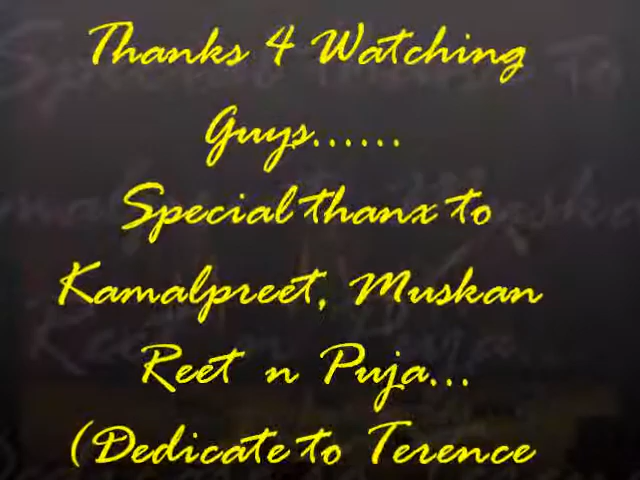 Thanks 4 Watching
Guys......
Special thanx to
Kamalpreet, Muskan
Reet n Puja...
(Dedicate to Terence